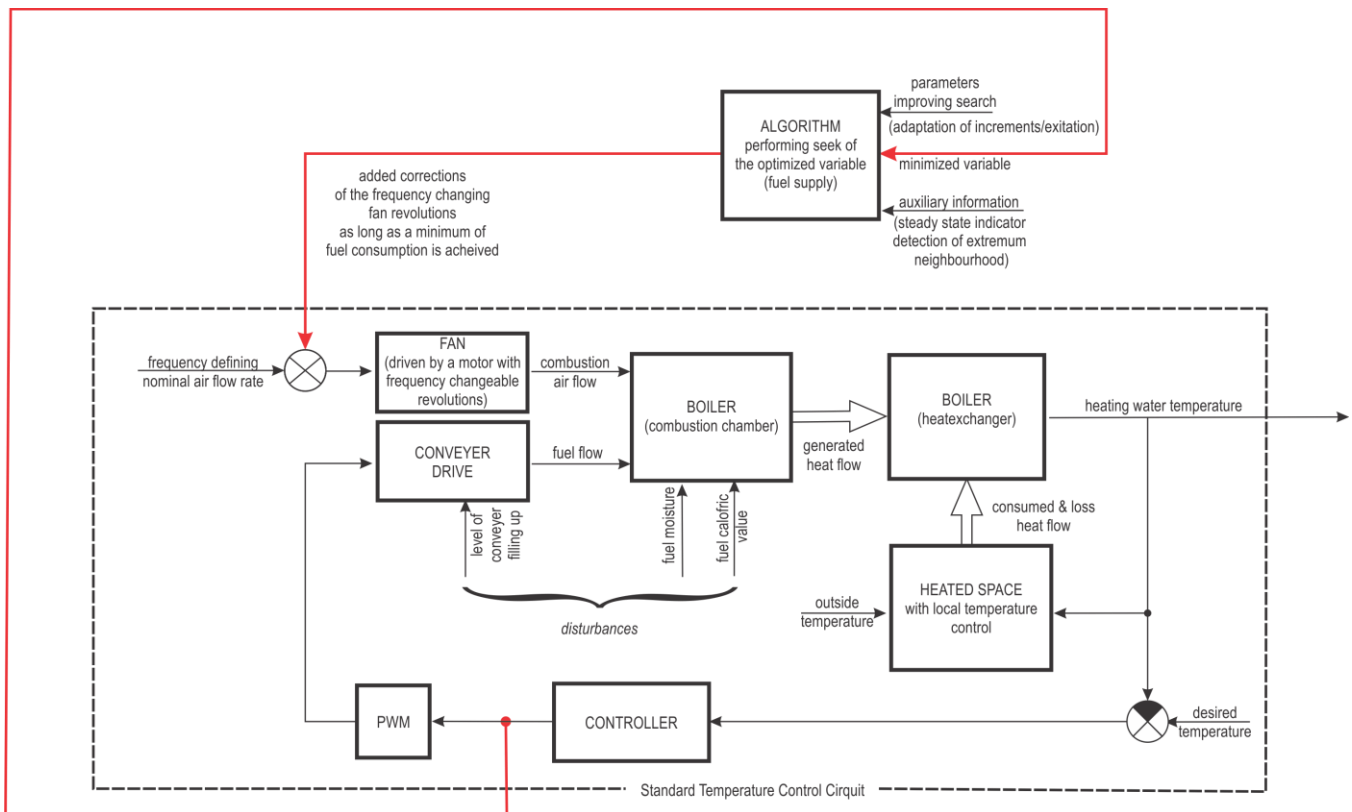 parameters
improving search
(adaptation of increments/exitation)
ALGORITHM
performing seek of
the optimized variable
(fuel supply)
minimized variable
auxiliary information
(steady state indicator
detection of extremum
neighbourhood)
added corrections
of the frequency changing
fan revolutions
as long as a minimum of
fuel consumption is acheived
frequency defining
nominal air flow rate
FAN
(driven by a motor with
frequency changeable
revolutions)
combustion
air flow
BOILER
(combustion chamber)
generated
heat flow
BOILER
(heatexchanger)
heating water temperature
CONVEYER
DRIVE
fuel flow
level of
conveyer
filling up
fuel moisture
fuel calofric
value
disturbances
consumed & loss
heat flow
outside
temperature
HEATED SPACE
with local temperature
control
PWM
CONTROLLER
desired
temperature
Standard Temperature Control Cirquit